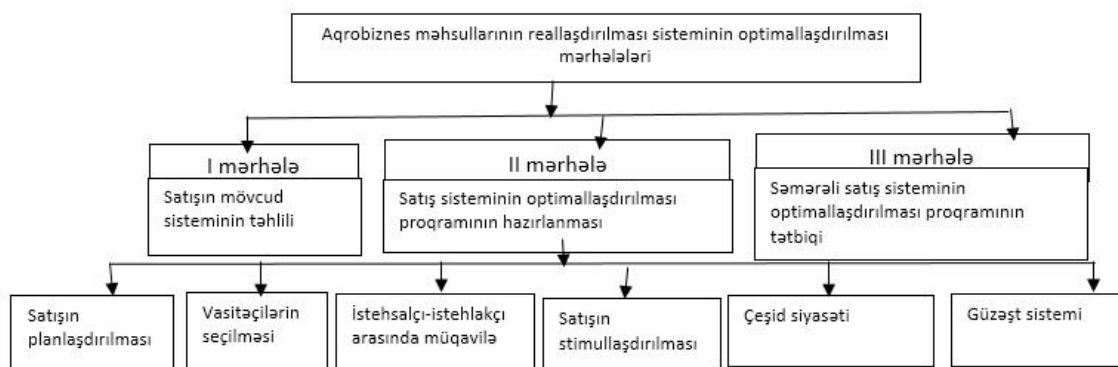 Aqrobiznes məhsullarının reallaşdırılması sisteminin optimallaşdırılması
mərhələləri
I mərhələ
Satışın mövcud
sisteminin təhlili
II mərhələ
Satış sisteminin optimallaşdırılması
proqramının hazırlanması
III mərhələ
Səmərəli satış sisteminin
optimallaşdırılması proqramının
tətbiqi
Satışın
planlaşdırılması
Vasitəçilərin
seçilməsi
İstehsalçı-istehlakçı
arasında müqavilə
Satışın
stimullaşdırılması
Çeşid siyasəti
Güzəşt sistemi